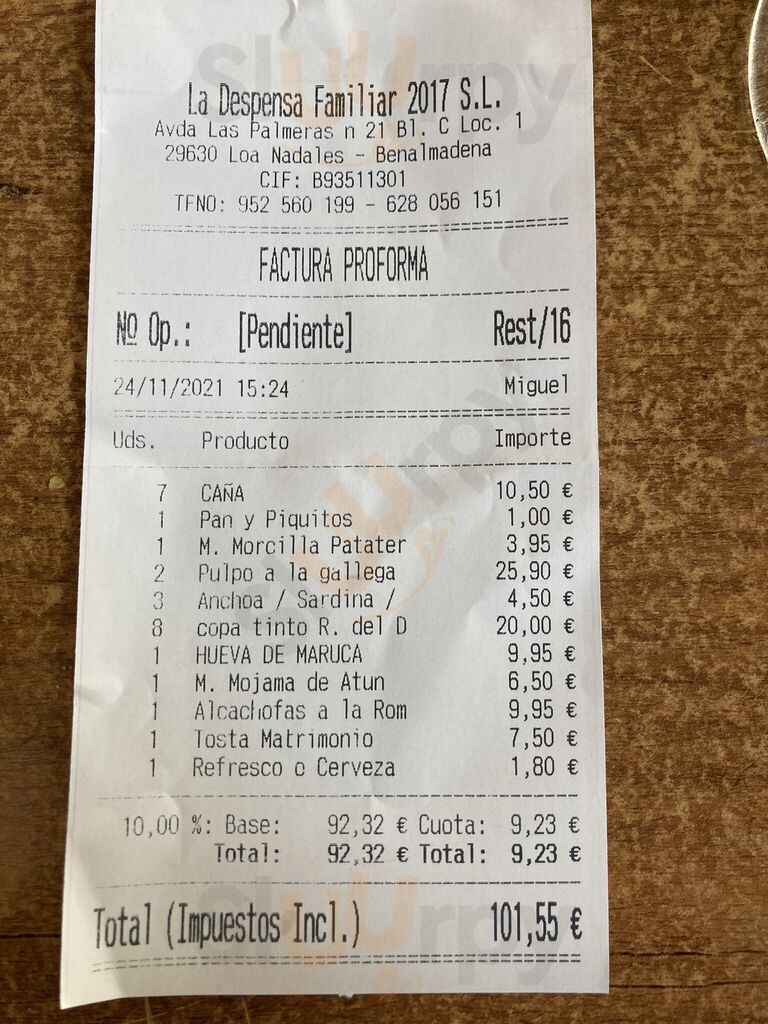 La Despensa Familiar 2017 S.L.
Avda Las Palmeras n 21 Bl. C Loc. 1
29630 Loa Nadales - Benalmadena
CIF: B93511301
TFNO: 952 560 199 - 628 056 151
FACTURA PROFORMA
Nº Op.: [Pendiente] Rest/16
24/11/2021 15:24 Miguel
Uds. Producto Importe
7 CAÑA 10,50 €
1 Pan y Piquitos 1,00 €
1 M. Morcilla Patater 3,95 €
2 Pulpo a la gallega 25,90 €
3 Anchoa / Sardina / 4,50 €
8 copa tinto R. del D 20,00 €
1 HUEVA DE MARUCA 9,95 €
1 M. Mojama de Atun 6,50 €
1 Alcachofas a la Rom 9,95 €
1 Tosta Matrimonio 7,50 €
1 Refresco o Cerveza 1,80 €
10,00 %: Base: 92,32 € Cuota: 9,23 €
Total: 92,32 € Total: 9,23 €
Total (Impuestos Incl.) 101,55 €
slUrpy
slUrpy
slUrpy